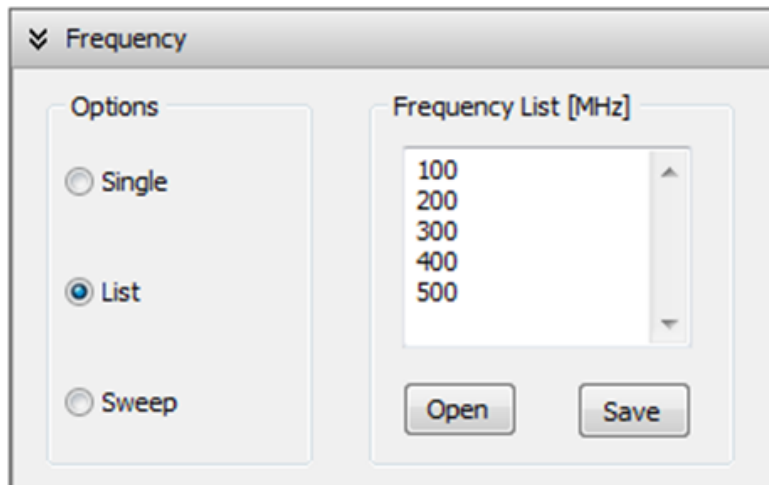 Frequency
Options
Single
List
Sweep
Frequency List [MHz]
100
200
300
400
500
Open
Save